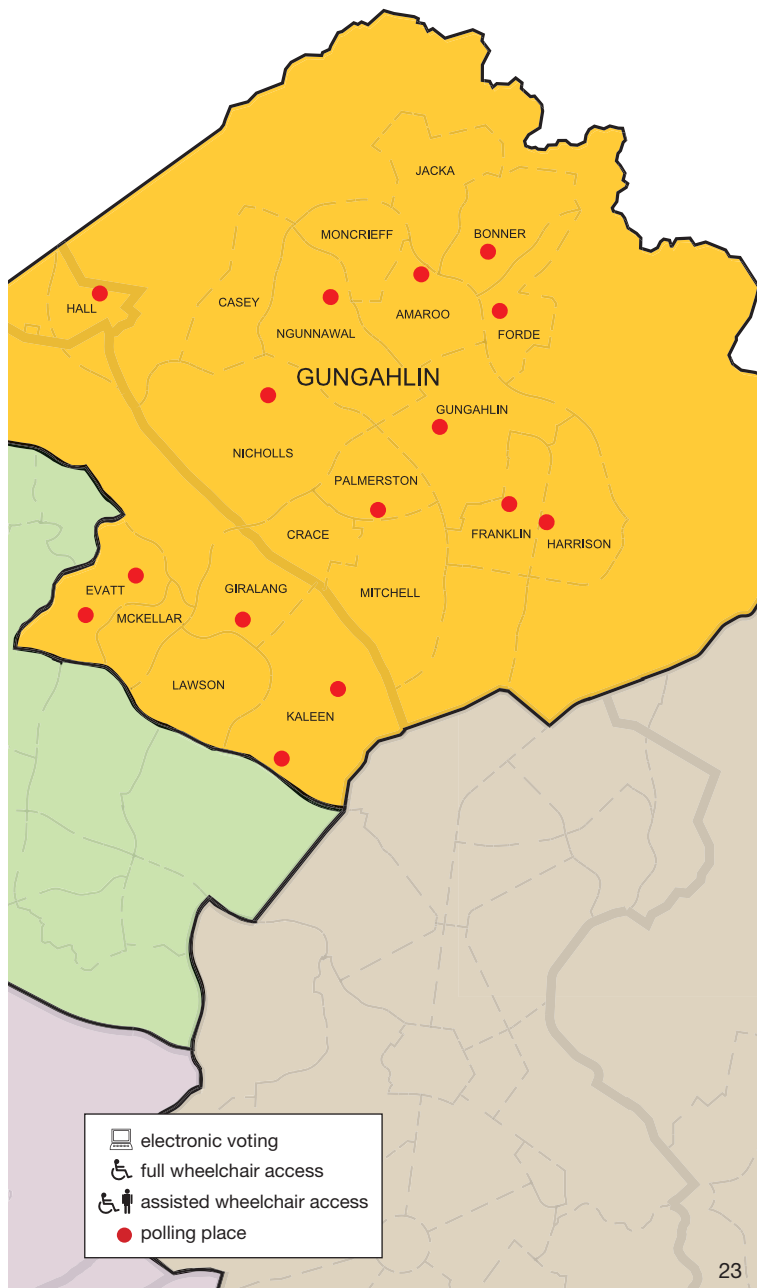 JACKA
MONCRIEFF
BONNER
HALL
CASEY
AMAROO
NGUNNAWAL
FORDE
GUNGAHLIN
GUNGAHLIN
NICHOLLS
PALMERSTON
CRACE
FRANKLIN
HARRISON
EVATT
GIRALANG
MITCHELL
MCKELLAR
LAWSON
KALEEN
electronic voting
full wheelchair access
assisted wheelchair access
polling place
23